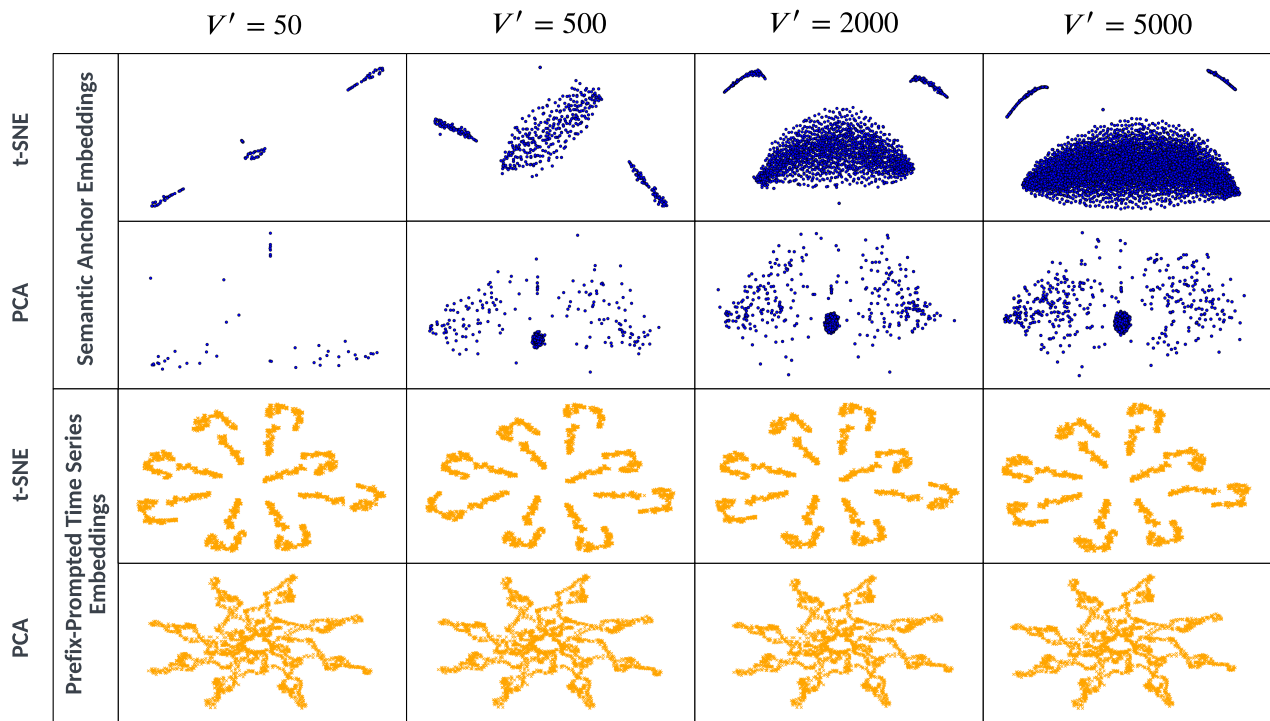 V′ = 50
V′ = 500
V′ = 2000
V′ = 5000
Semantic Anchor Embeddings
t-SNE
PCA
Prefix-Prompted Time Series
Embeddings
t-SNE
PCA